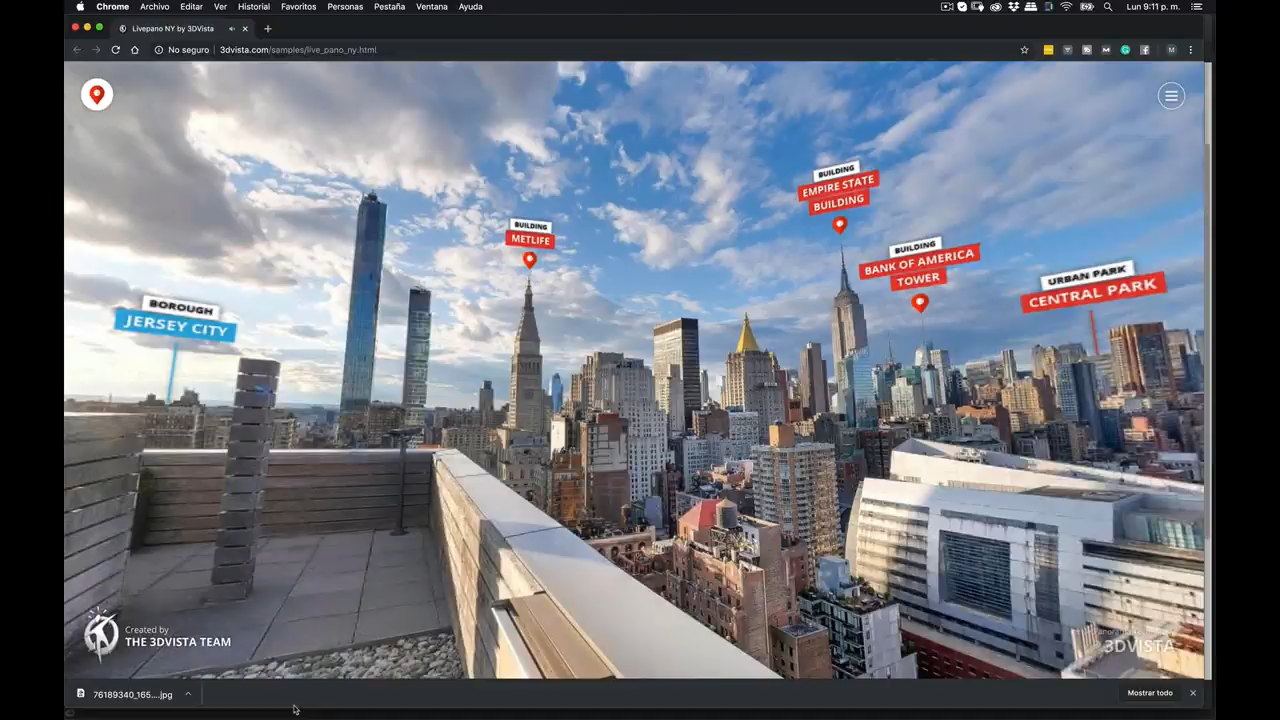 Chrome Archivo Editar Ver Historial Favoritos Personas Pestaña Ventana Ayuda
Lun 9:11 p. m.
Livepano NY by 3DVista
No seguro 3dvista.com/samples/live_pano_ny.html
M
BUILDING
EMPIRE STATE
BUILDING
BUILDING
METLIFE
BUILDING
BANK OF AMERICA
TOWER
URBAN PARK
CENTRAL PARK
BOROUGH
JERSEY CITY
Created by
THE 3DVISTA TEAM
3DVISTA
76189340_165....jpg
Mostrar todo